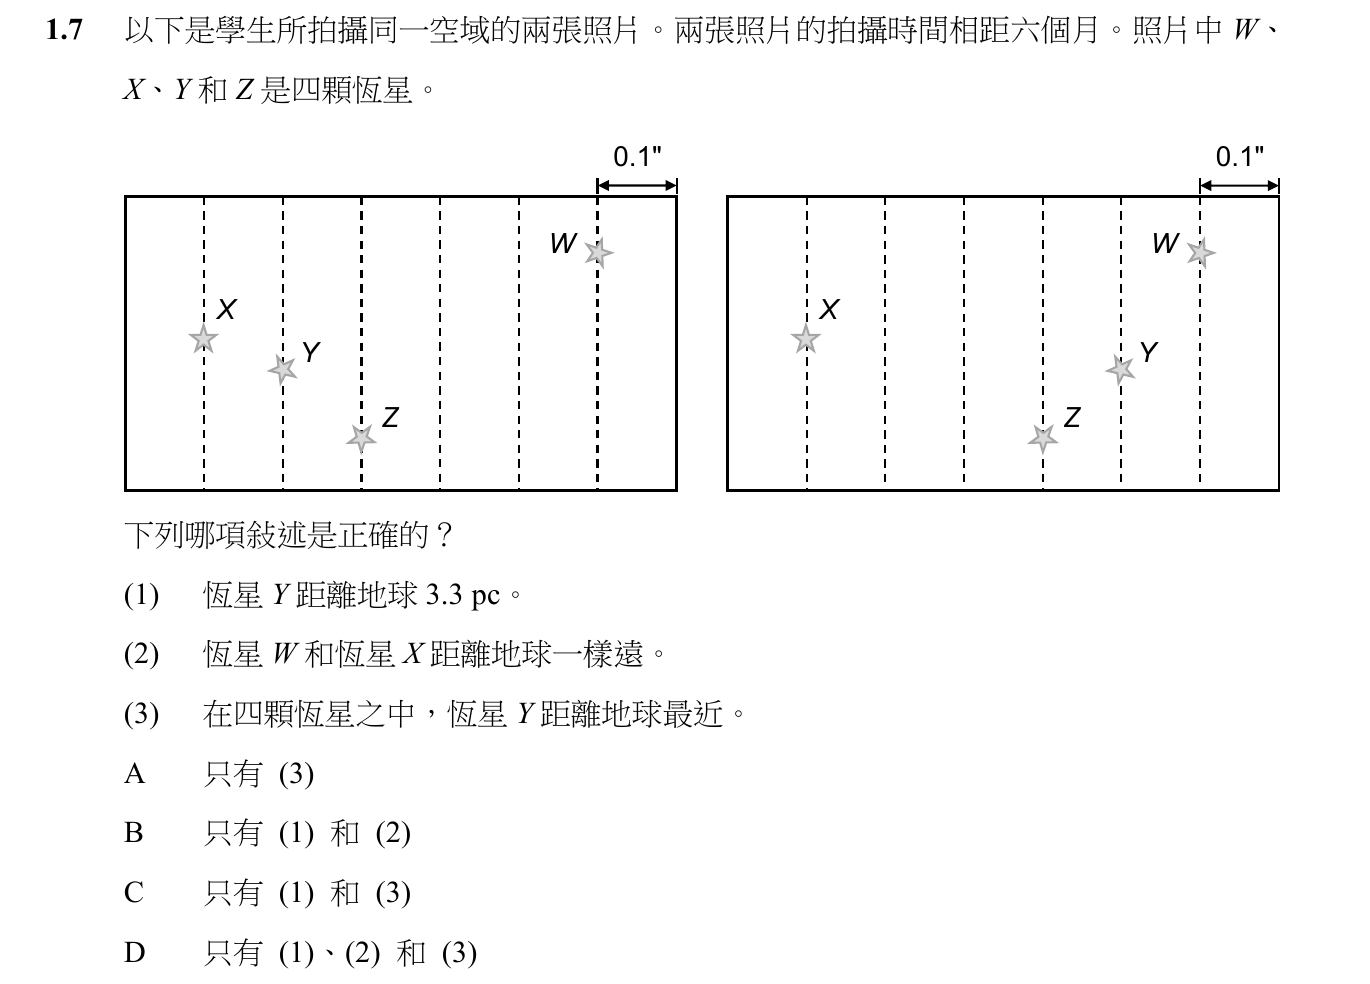 1.7 以下是學生所拍攝同一空域的兩張照片。兩張照片的拍攝時間相距六個月。照片中 W、
X、Y 和 Z 是四顆恆星。
0.1" 0.1"
W W
X X
Y Y
Z Z
下列哪項敍述是正確的？
(1) 恆星 Y 距離地球 3.3 pc。
(2) 恆星 W 和恆星 X 距離地球一樣遠。
(3) 在四顆恆星之中，恆星 Y 距離地球最近。
A 只有 (3)
B 只有 (1) 和 (2)
C 只有 (1) 和 (3)
D 只有 (1)、(2) 和 (3)